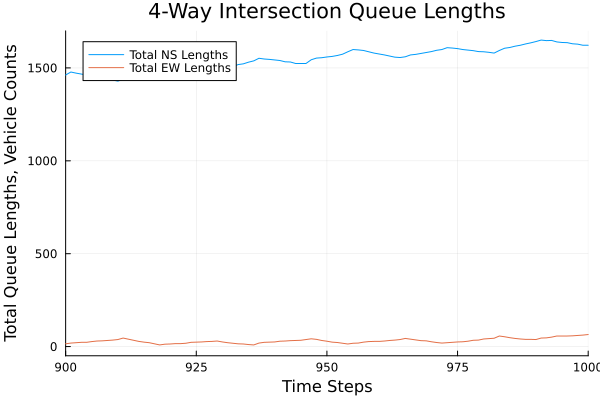 4-Way Intersection Queue Lengths
Total Queue Lengths, Vehicle Counts
1500
1000
500
0
Total NS Lengths
Total EW Lengths
900
925
950
975
1000
Time Steps